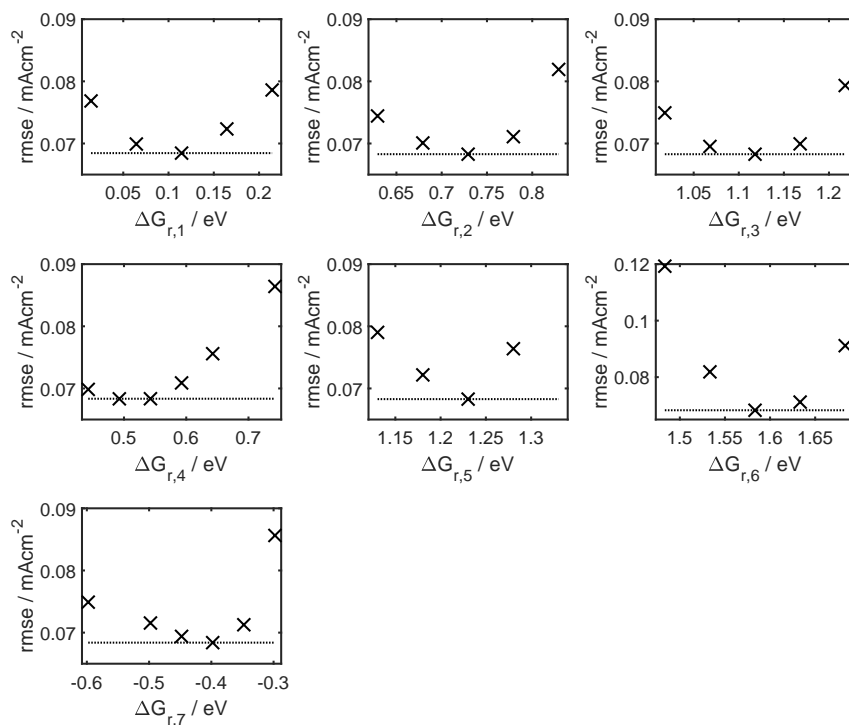 0.09
0.08
0.07
rmse / mAcm-2
0.05 0.1 0.15 0.2
ΔGr,1 / eV
0.09
0.08
0.07
rmse / mAcm-2
0.65 0.7 0.75 0.8
ΔGr,2 / eV
0.09
0.08
0.07
rmse / mAcm-2
1.05 1.1 1.15 1.2
ΔGr,3 / eV
0.09
0.08
0.07
rmse / mAcm-2
0.5 0.6 0.7
ΔGr,4 / eV
0.09
0.08
0.07
rmse / mAcm-2
1.15 1.2 1.25 1.3
ΔGr,5 / eV
0.12
0.1
0.08
rmse / mAcm-2
1.5 1.55 1.6 1.65
ΔGr,6 / eV
0.09
0.08
0.07
rmse / mAcm-2
-0.6 -0.5 -0.4 -0.3
ΔGr,7 / eV